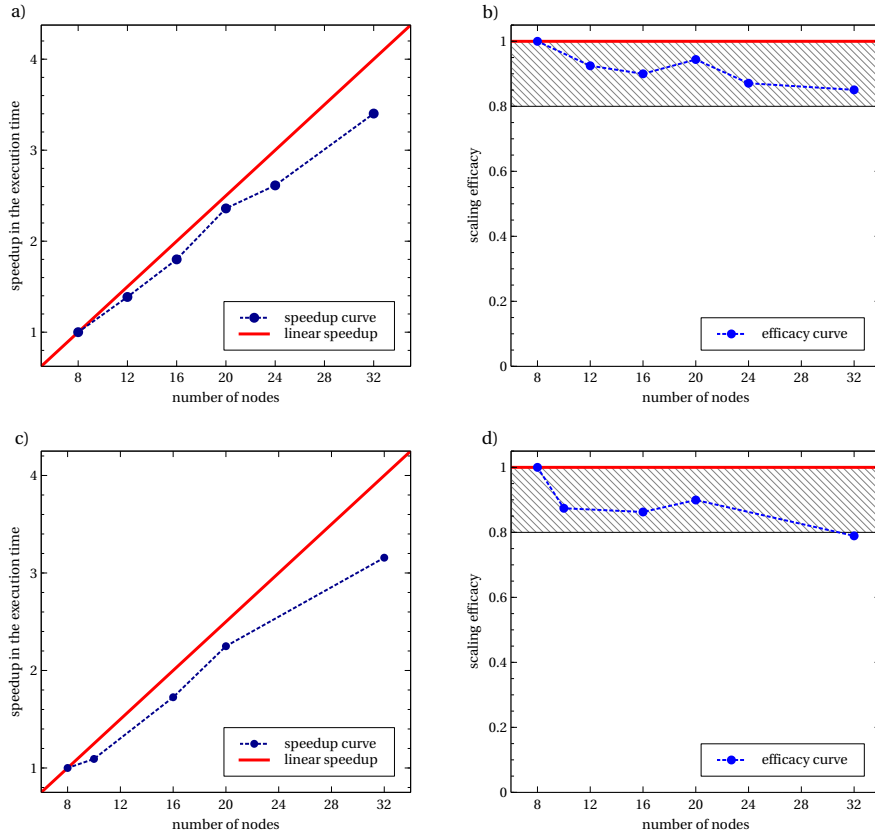 a)
speedup in the execution time
4
3
2
1
8 12 16 20 24 28 32
number of nodes
speedup curve
linear speedup
b)
scaling efficacy
1
0.8
0.6
0.4
0.2
0
8 12 16 20 24 28 32
number of nodes
efficacy curve
c)
speedup in the execution time
4
3
2
1
8 12 16 20 24 28 32
number of nodes
speedup curve
linear speedup
d)
scaling efficacy
1
0.8
0.6
0.4
0.2
0
8 12 16 20 24 28 32
number of nodes
efficacy curve